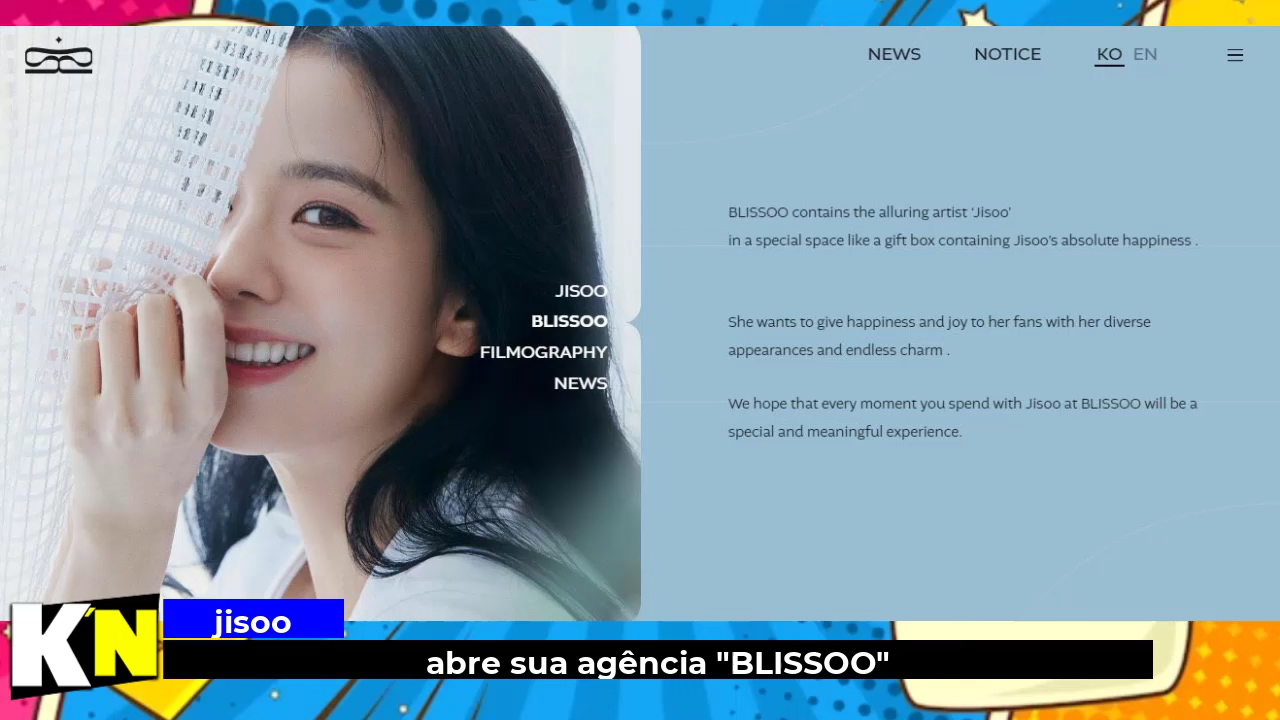 NEWS NOTICE KO EN
JISOO
BLISSOO
FILMOGRAPHY
NEWS
BLISSOO contains the alluring artist 'Jisoo'
in a special space like a gift box containing Jisoo's absolute happiness .
She wants to give happiness and joy to her fans with her diverse
appearances and endless charm .
We hope that every moment you spend with Jisoo at BLISSOO will be a
special and meaningful experience.
K'N
jisoo
abre sua agência "BLISSOO"